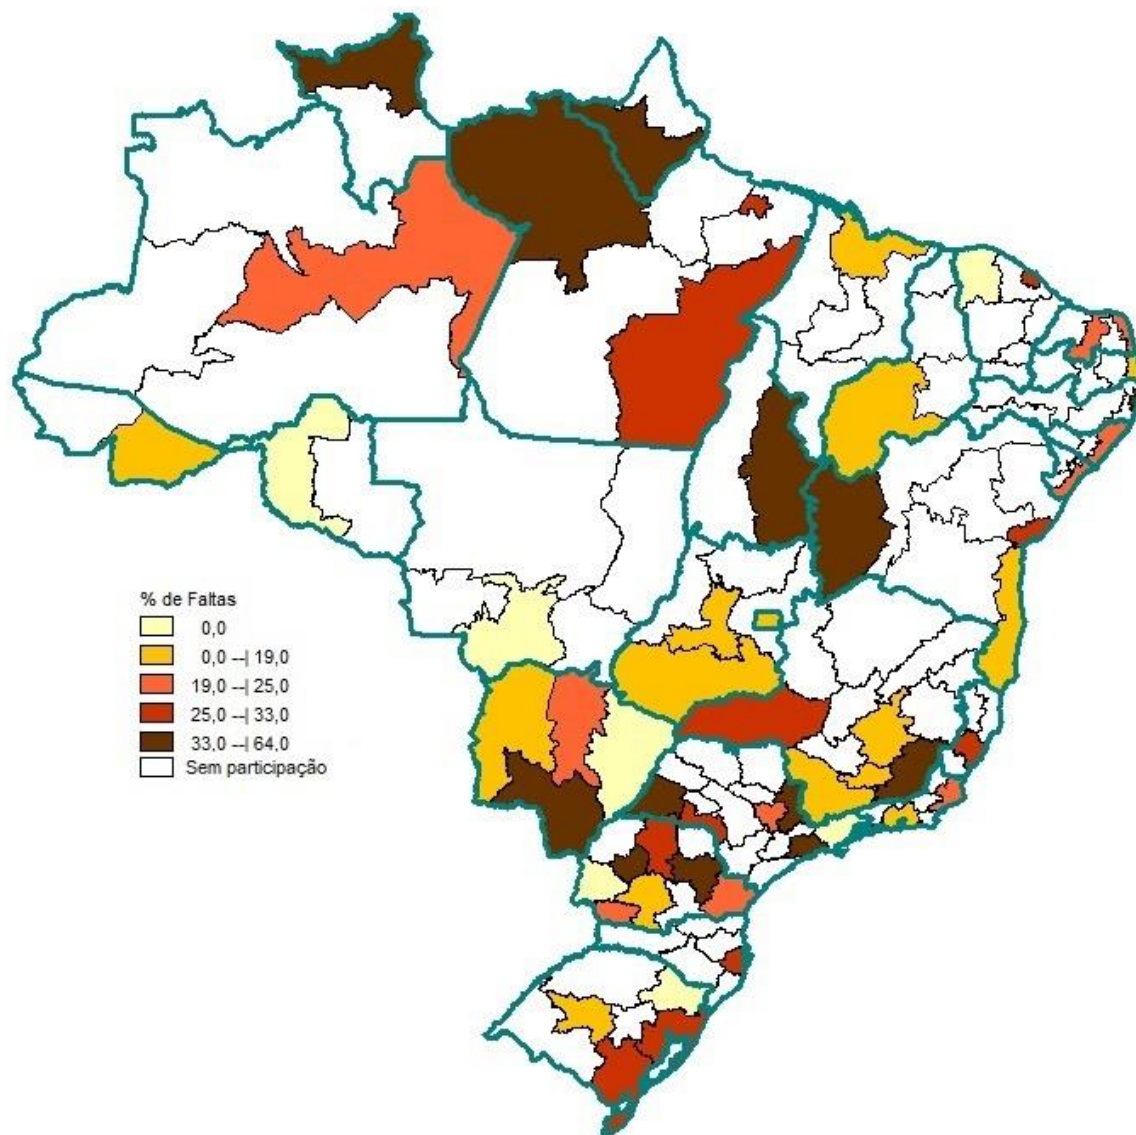 % de Faltas
0,0
0,0 --| 19,0
19,0 --| 25,0
25,0 --| 33,0
33,0 --| 64,0
Sem participação